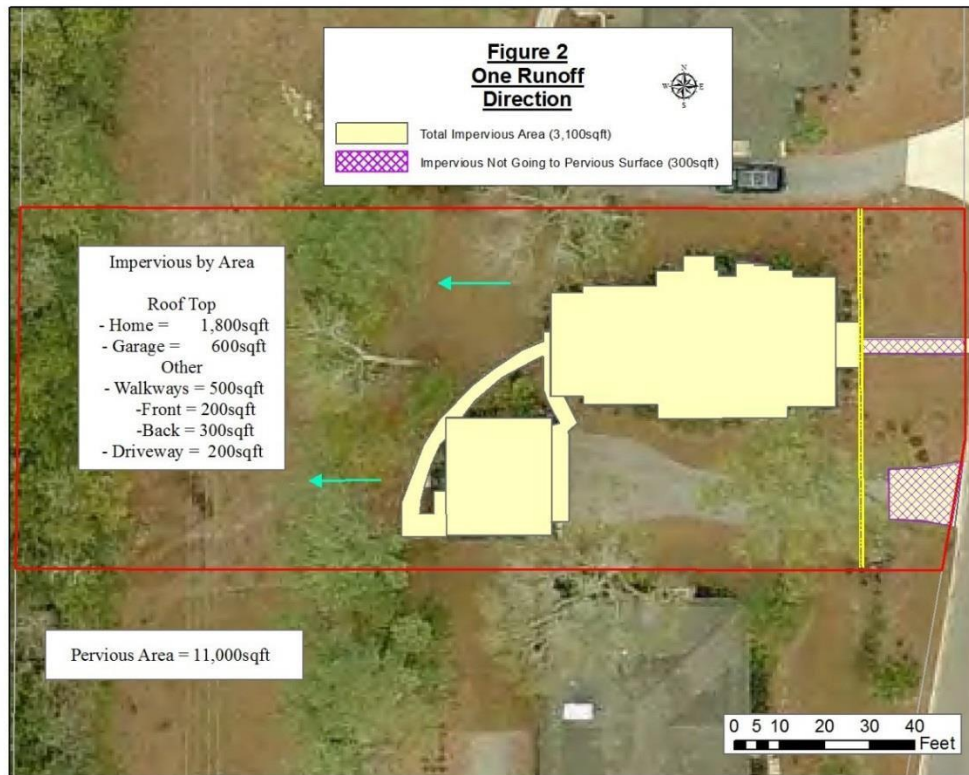 Figure 2
One Runoff
Direction
N
W E
S
Total Impervious Area (3,100sqft)
Impervious Not Going to Pervious Surface (300sqft)
Impervious by Area
Roof Top
- Home = 1,800sqft
- Garage = 600sqft
Other
- Walkways = 500sqft
-Front = 200sqft
-Back = 300sqft
- Driveway = 200sqft
Pervious Area = 11,000sqft
0 5 10 20 30 40
Feet